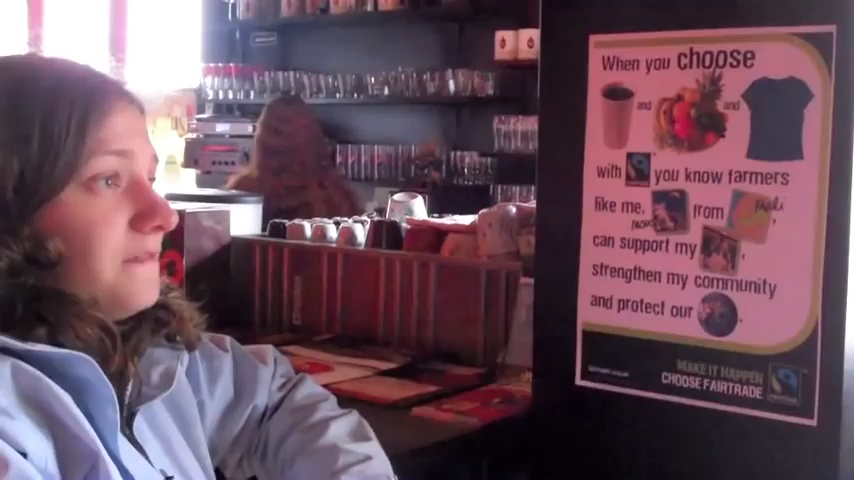 When you choose
and and
with you know farmers
like me, from
can support my
strengthen my community
and protect our
MAKE IT HAPPEN
CHOOSE FAIRTRADE